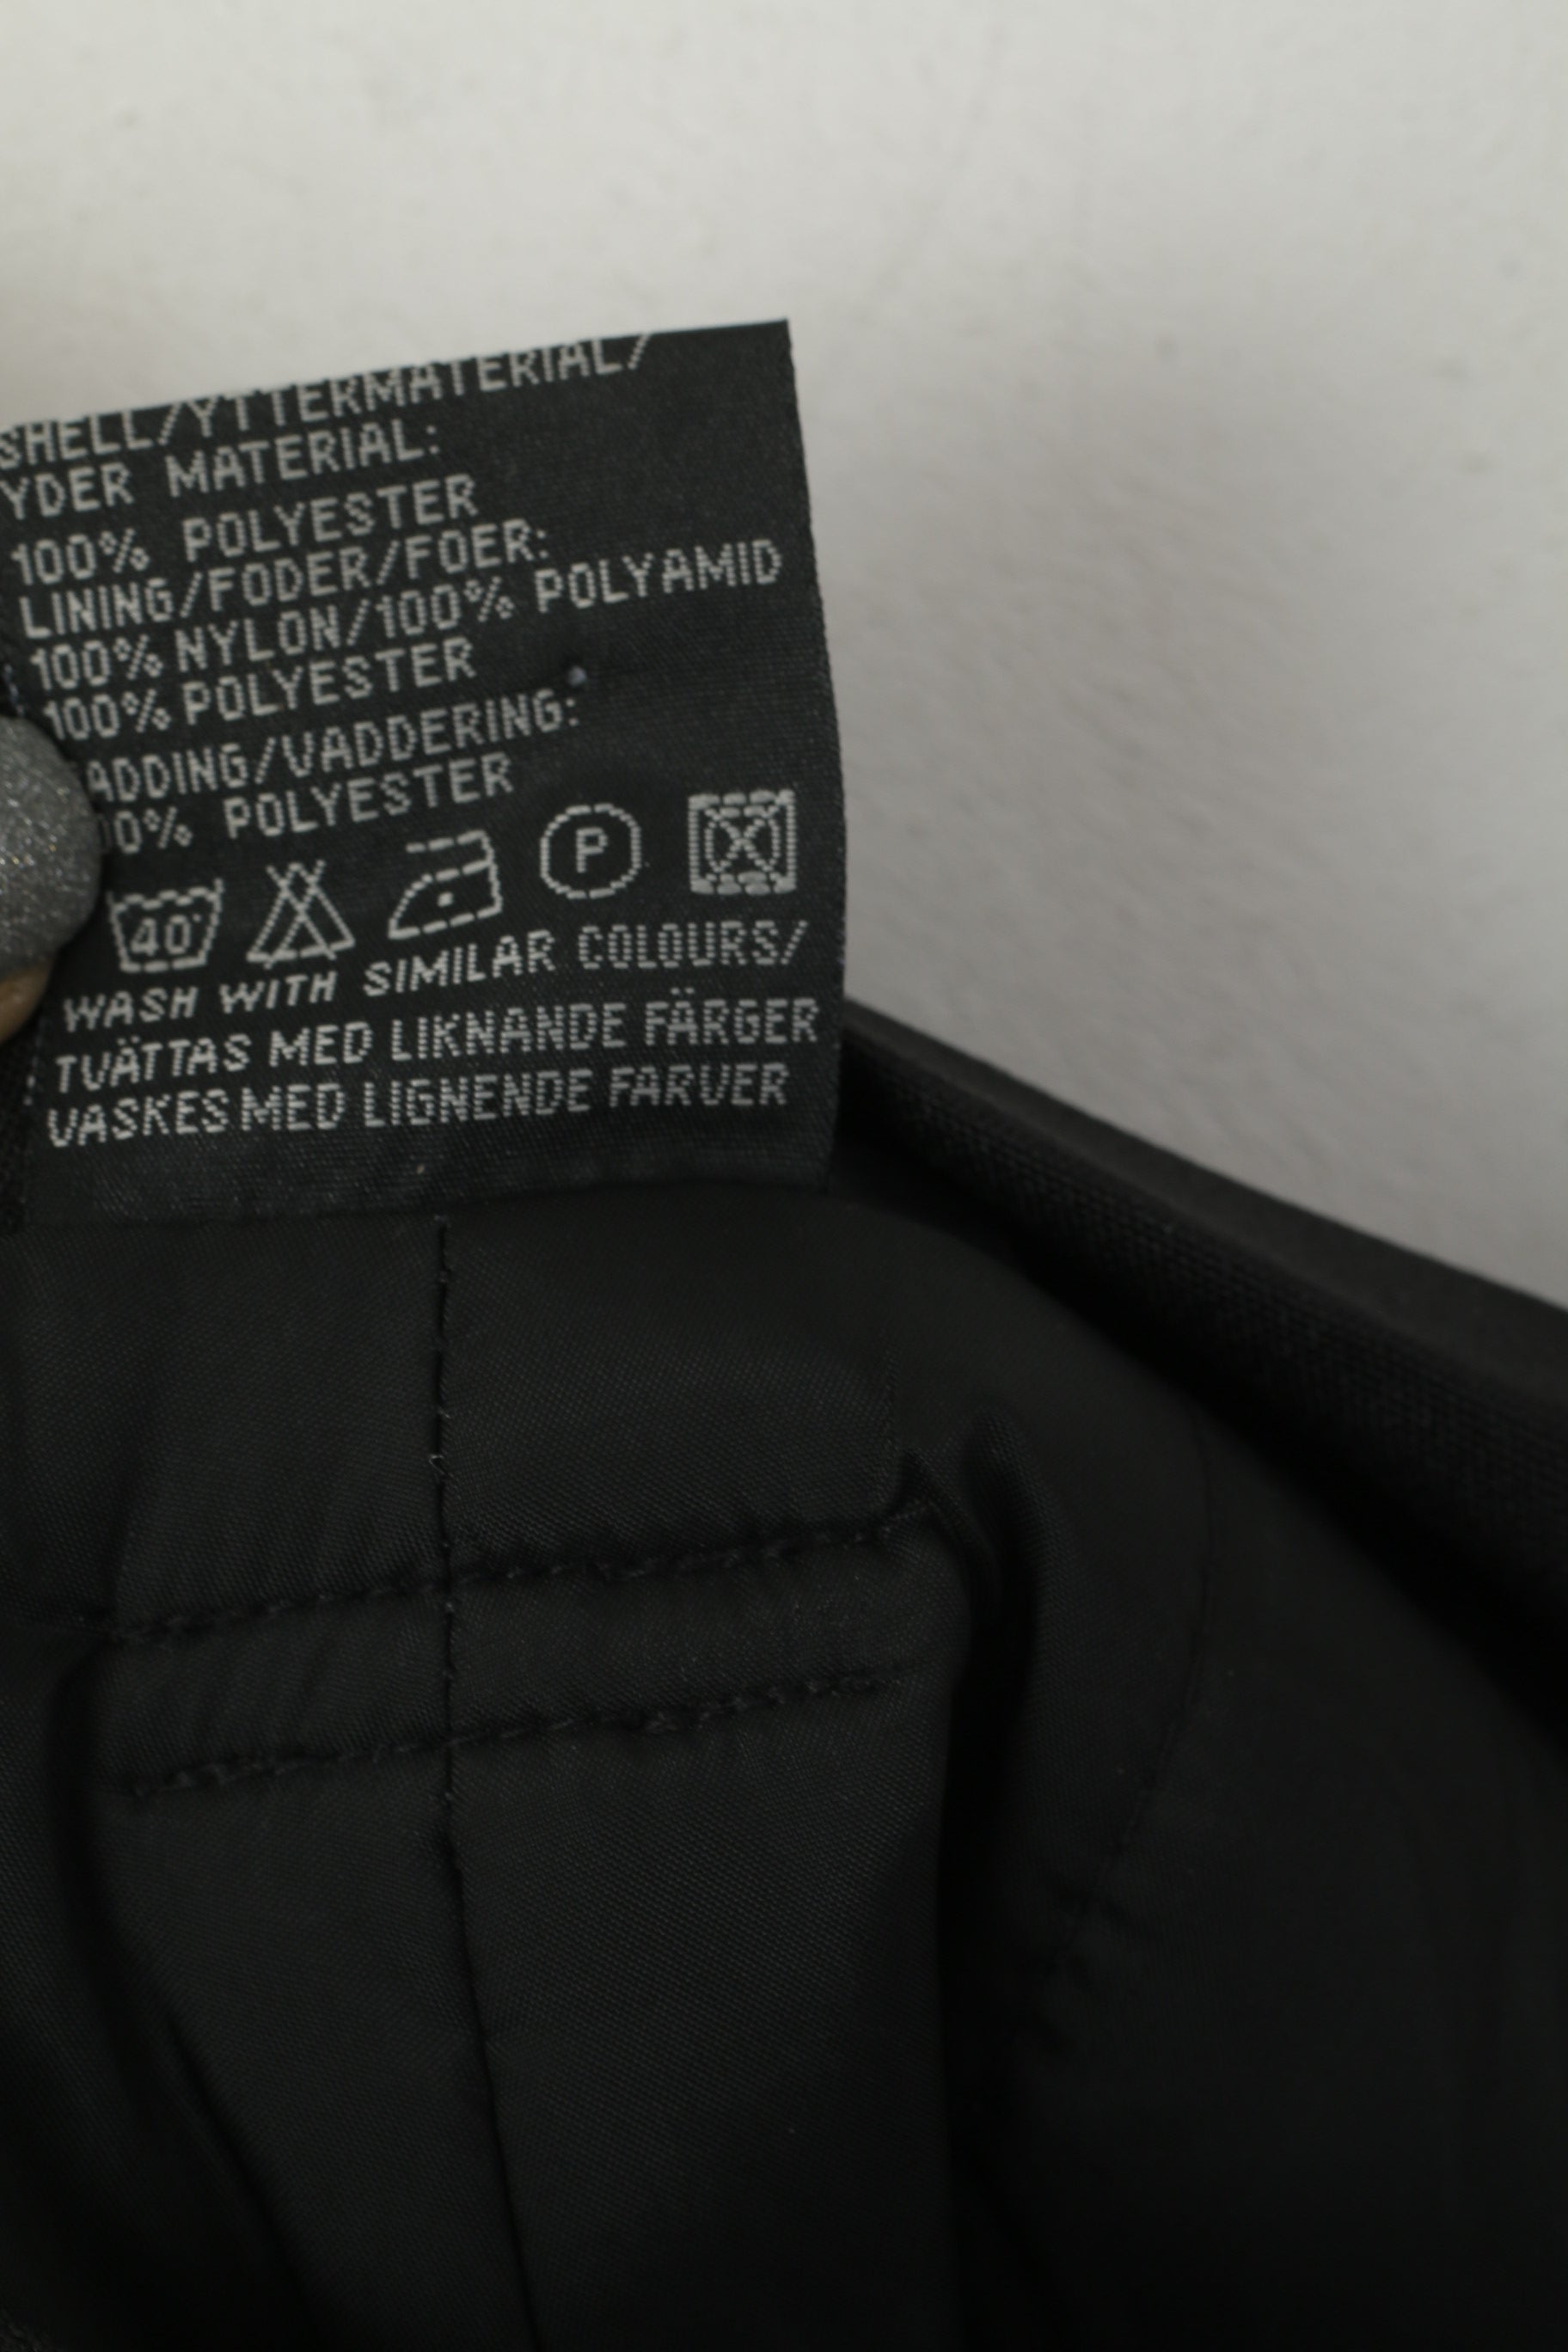 SHELL/YTTERMATERIAL/
YDER MATERIAL:
100% POLYESTER
LINING/FODER/FOER:
100% NYLON/100% POLYAMID
100% POLYESTER
ADDING/VADDERING:
00% POLYESTER
40° P
WASH WITH SIMILAR COLOURS/
TVÄTTAS MED LIKNANDE FÄRGER
VASKES MED LIGNENDE FARVER